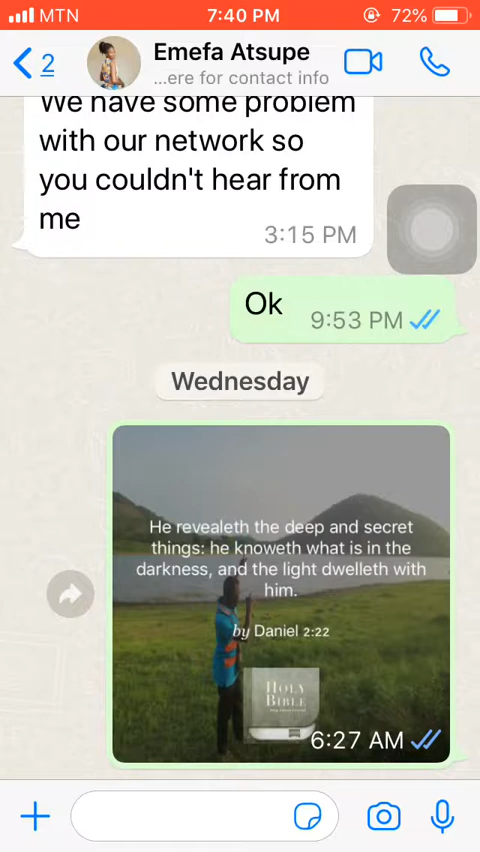 MTN 7:40 PM 72%
2 Emefa Atsupe
...ere for contact info
We have some problem
with our network so
you couldn't hear from
me
3:15 PM
Ok
9:53 PM
Wednesday
He revealeth the deep and secret
things: he knoweth what is in the
darkness, and the light dwelleth with
him.
by Daniel 2:22
HOLY
BIBLE
6:27 AM